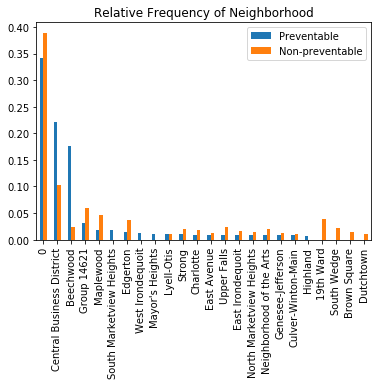 Relative Frequency of Neighborhood
Preventable
Non-preventable
0.40
0.35
0.30
0.25
0.20
0.15
0.10
0.05
0.00
0
Central Business District
Beechwood
Group 14621
Maplewood
South Marketview Heights
Edgerton
West Irondequoit
Mayor's Heights
Lyell-Otis
Strong
Charlotte
East Avenue
Upper Falls
East Irondequoit
North Marketview Heights
Neighborhood of the Arts
Genesee-Jefferson
Culver-Winton-Main
Highland
19th Ward
South Wedge
Brown Square
Dutchtown